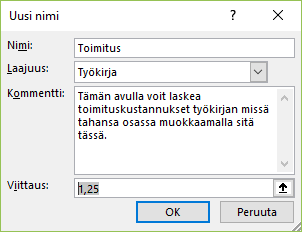 Uusi nimi ? ×
Nimi: Toimitus
Laajuus: Työkirja
Kommentti: Tämän avulla voit laskea
toimituskustannukset työkirjan missä
tahansa osassa muokkaamalla sitä
tässä.
Viittaus: 1,25
OK Peruuta